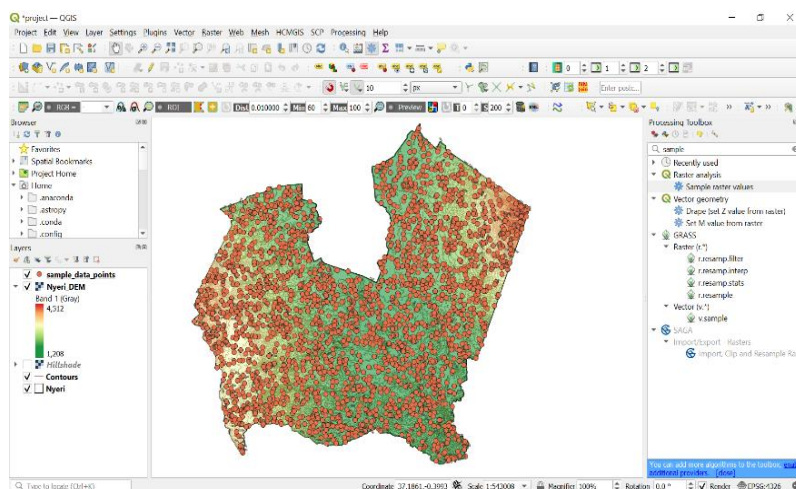 *project — QGIS
Project Edit View Layer Settings Plugins Vector Raster Web Mesh HCMGIS SCP Processing Help
0 1 2
10 px
RGB = ROI Dist 0.010000 Min 60 Max 100 Preview T 0 S 200
Browser
Favorites
Spatial Bookmarks
Project Home
Home
.anaconda
.astropy
.conda
.config
Layers
sample_data_points
Nyeri_DEM
Band 1 (Gray)
4,512
1,208
Hillshade
Contours
Nyeri
Processing Toolbox
sample
Recently used
Raster analysis
Sample raster values
Vector geometry
Drape (set Z value from raster)
Set M value from raster
GRASS
Raster (r.*)
r.resamp.filter
r.resamp.interp
r.resamp.stats
r.resample
Vector (v.*)
v.sample
SAGA
Import/Export - Rasters
Import, Clip and Resample Ra
You can add more algorithms to the toolbox,
additional providers. [close]
Type to locate (Ctrl+K)
Coordinate 37.1861,-0.3993 Scale 1:543008 Magnifier 100% Rotation 0.0 ° Render EPSG:4326